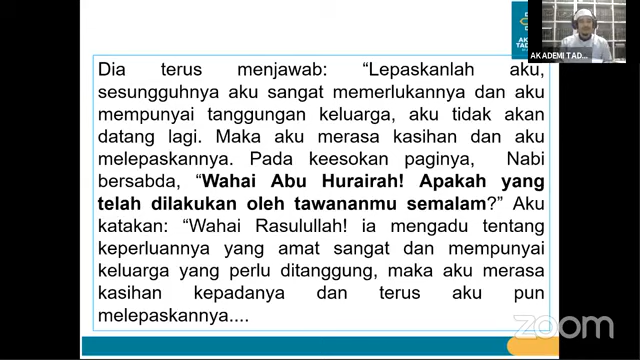 Dia terus menjawab: “Lepaskanlah aku,
sesungguhnya aku sangat memerlukannya dan aku
mempunyai tanggungan keluarga, aku tidak akan
datang lagi. Maka aku merasa kasihan dan aku
melepaskannya. Pada keesokan paginya, Nabi
bersabda, “Wahai Abu Hurairah! Apakah yang
telah dilakukan oleh tawananmu semalam?” Aku
katakan: “Wahai Rasulullah! ia mengadu tentang
keperluannya yang amat sangat dan mempunyai
keluarga yang perlu ditanggung, maka aku merasa
kasihan kepadanya dan terus aku pun
melepaskannya....
AKADEMI TAD...
zoom